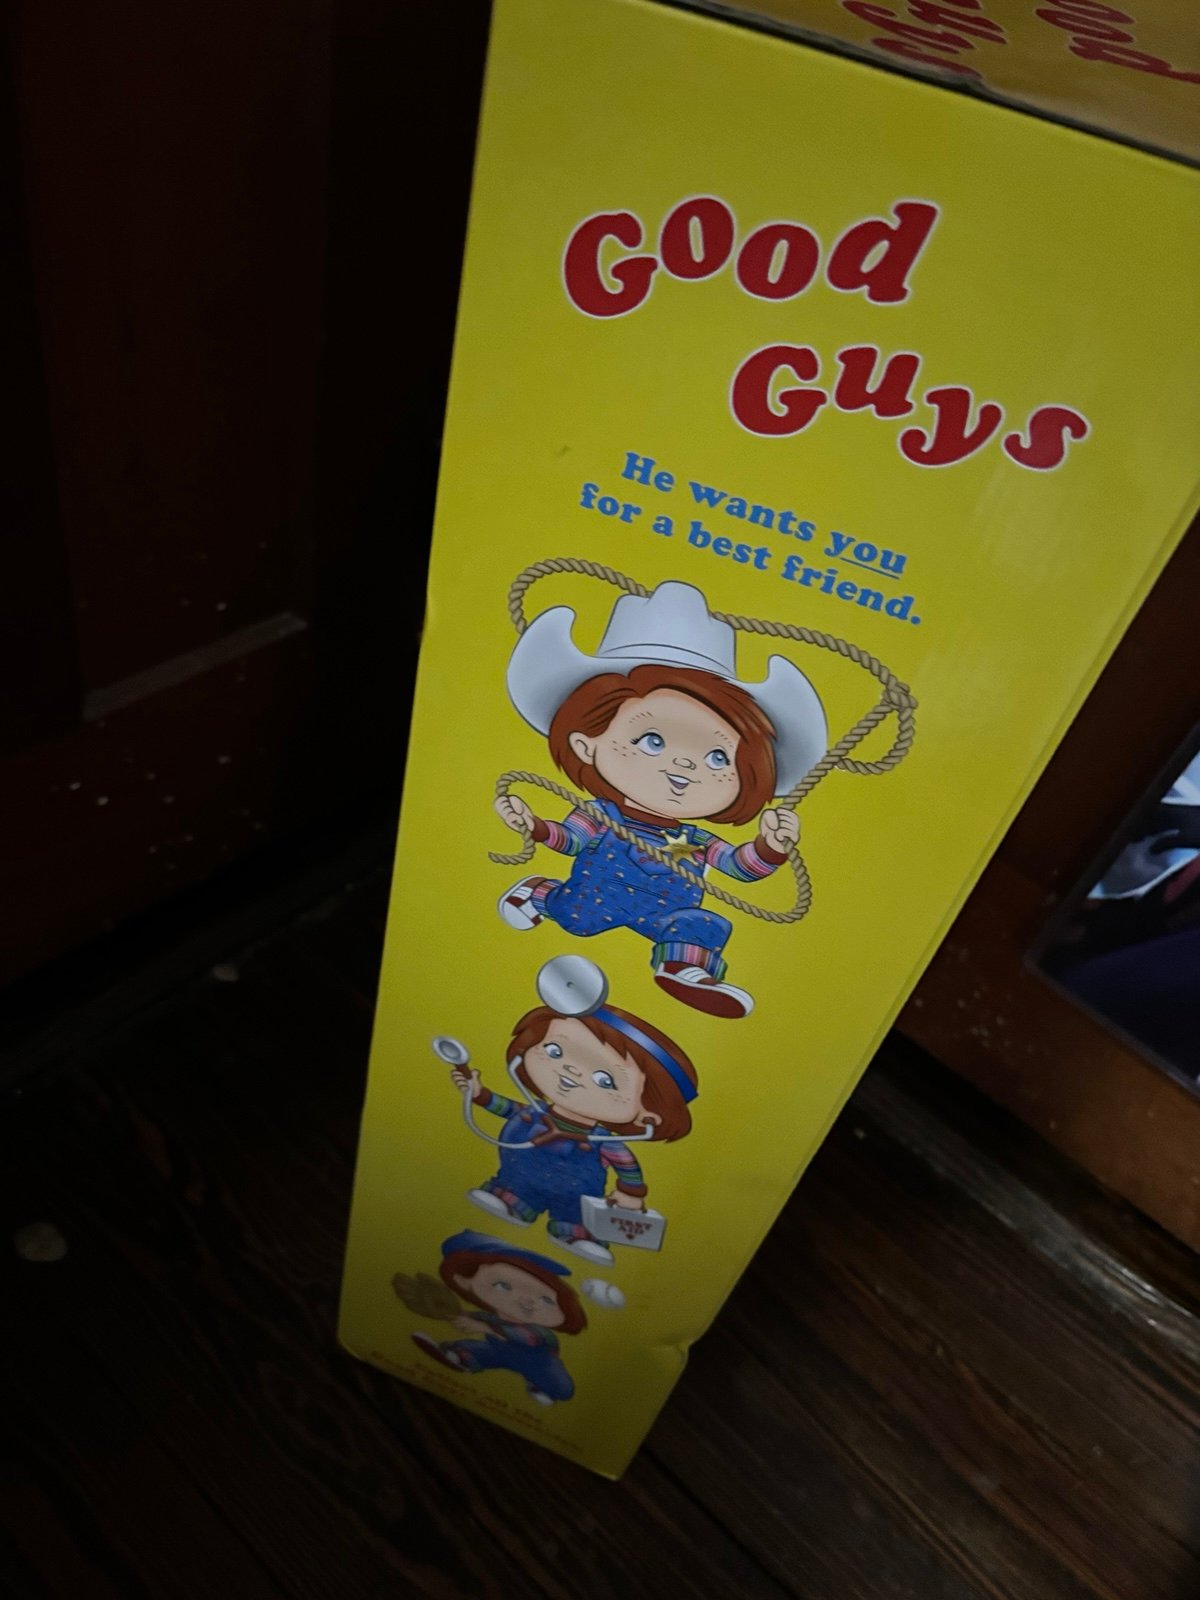 Good
Guys
He wants you
for a best friend.
FIRST
AID